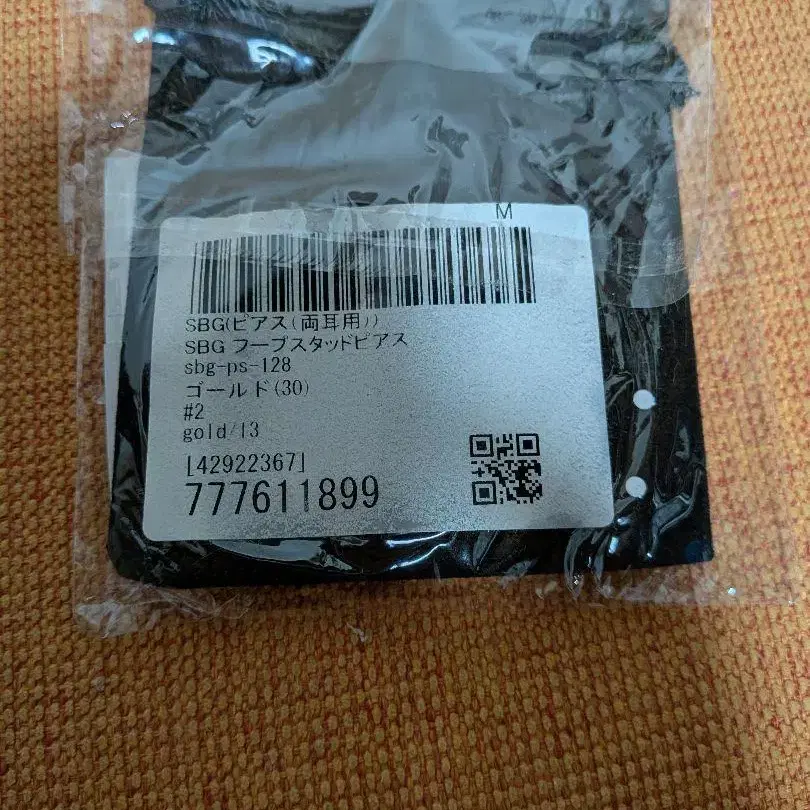 M
SBG(ピアス(両耳用))
SBG フープスタッドピアス
sbg-ps-128
ゴールド(30)
#2
gold/13
[42922367]
777611899